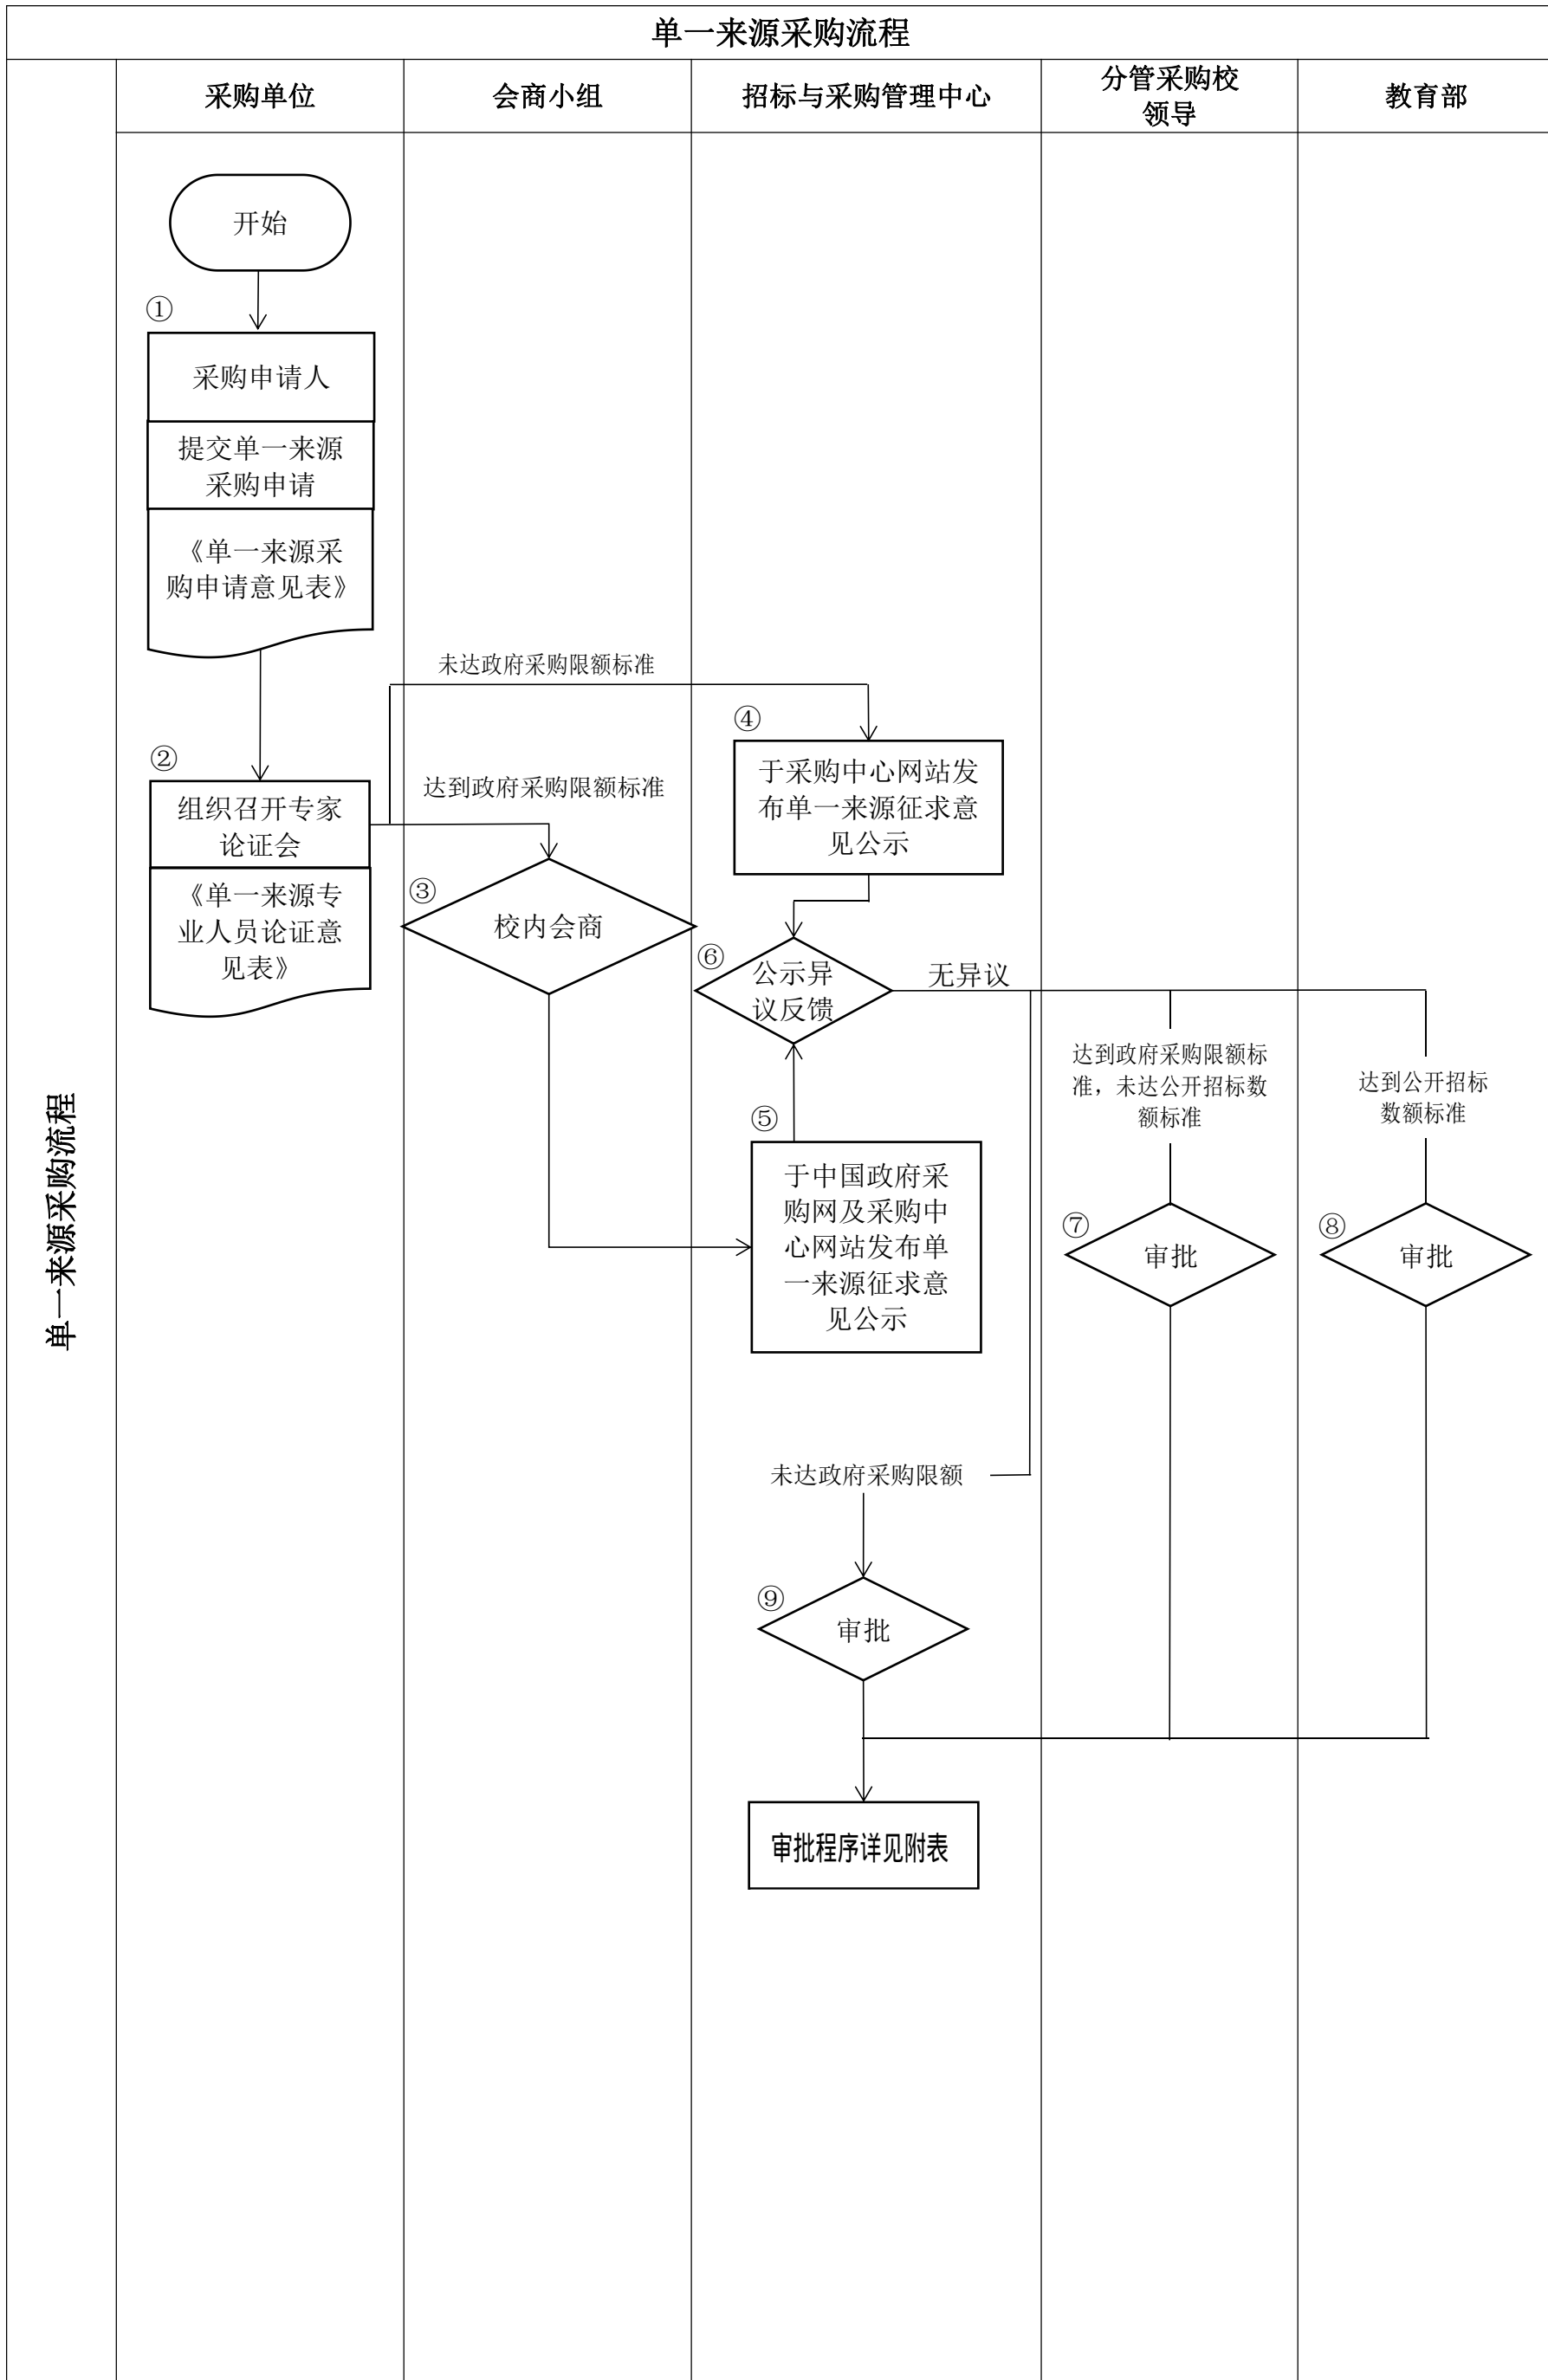 单一来源采购流程
采购单位
会商小组
招标与采购管理中心
分管采购校
领导
教育部
单一来源采购流程
开始
①
采购申请人
提交单一来源
采购申请
《单一来源采
购申请意见表》
未达政府采购限额标准
②
组织召开专家
论证会
《单一来源专
业人员论证意
见表》
达到政府采购限额标准
③
校内会商
④
于采购中心网站发
布单一来源征求意
见公示
⑥
公示异
议反馈
无异议
⑤
于中国政府采
购网及采购中
心网站发布单
一来源征求意
见公示
达到政府采购限额标
准，未达公开招标数
额标准
达到公开招标
数额标准
⑦
审批
⑧
审批
未达政府采购限额
⑨
审批
审批程序详见附表